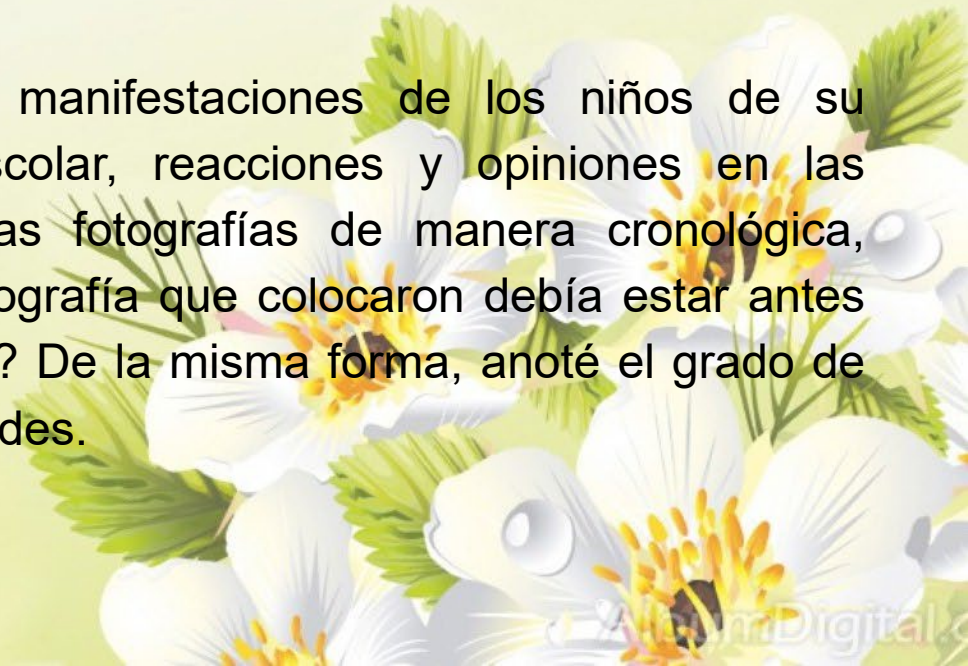 manifestaciones de los niños de su
scolar, reacciones y opiniones en las
as fotografías de manera cronológica,
ografía que colocaron debía estar antes
? De la misma forma, anoté el grado de
des.
AlbumDigital.c